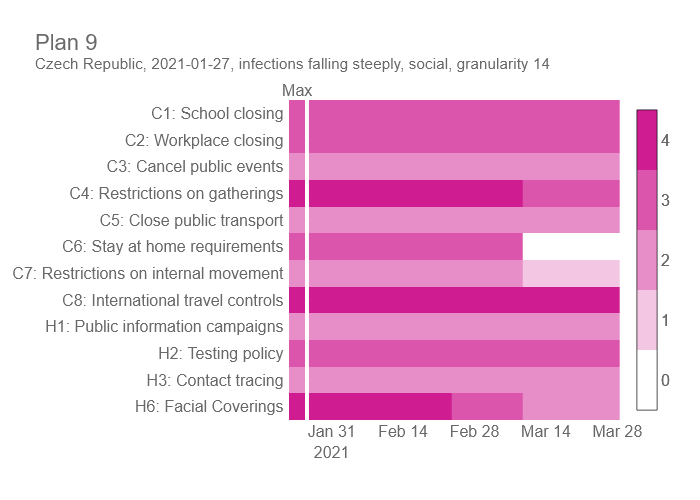 Plan 9
Czech Republic, 2021-01-27, infections falling steeply, social, granularity 14
Max
C1: School closing
C2: Workplace closing
C3: Cancel public events
C4: Restrictions on gatherings
C5: Close public transport
C6: Stay at home requirements
C7: Restrictions on internal movement
C8: International travel controls
H1: Public information campaigns
H2: Testing policy
H3: Contact tracing
H6: Facial Coverings
Jan 31 Feb 14 Feb 28 Mar 14 Mar 28
2021
4
3
2
1
0